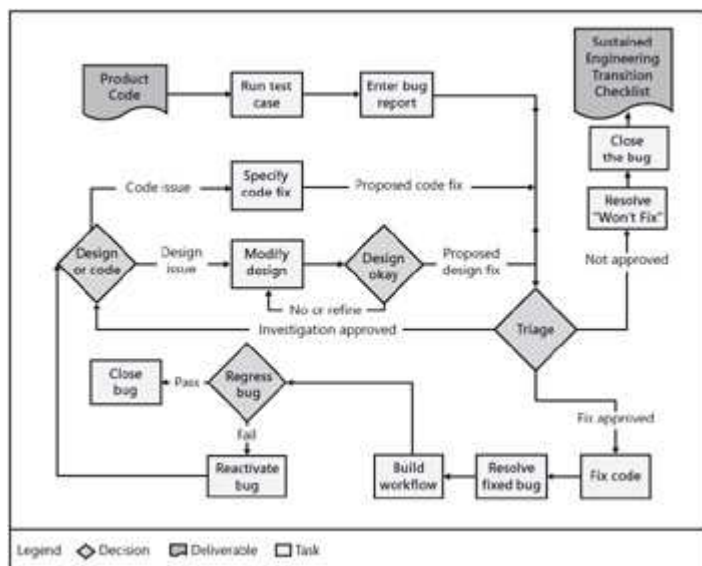 Product
Code
Run test
case
Enter bug
report
Sustained
Engineering
Transition
Checklist
Close
the bug
Resolve
"Won't Fix"
Not approved
Code issue
Specify
code fix
Proposed code fix
Design
or code
Design
issue
Modify
design
Design
okay
Proposed
design fix
No or refine
Investigation approved
Triage
Close
bug
Pass
Regress
bug
Fail
Reactivate
bug
Build
workflow
Resolve
fixed bug
Fix approved
Fix code
Legend Decision Deliverable Task